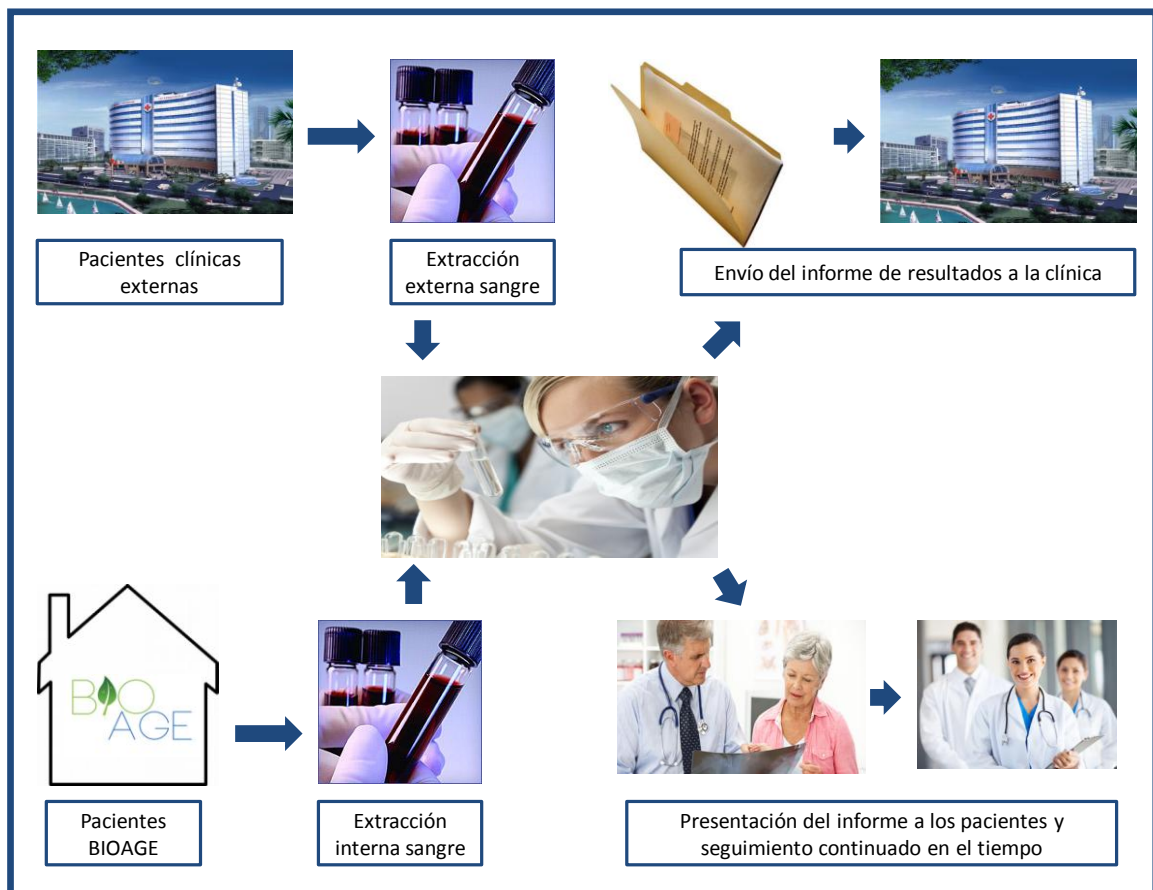 Pacientes clínicas
externas
Extracción
externa sangre
Envío del informe de resultados a la clínica
BIO
AGE
Pacientes
BIOAGE
Extracción
interna sangre
Presentación del informe a los pacientes y
seguimiento continuado en el tiempo